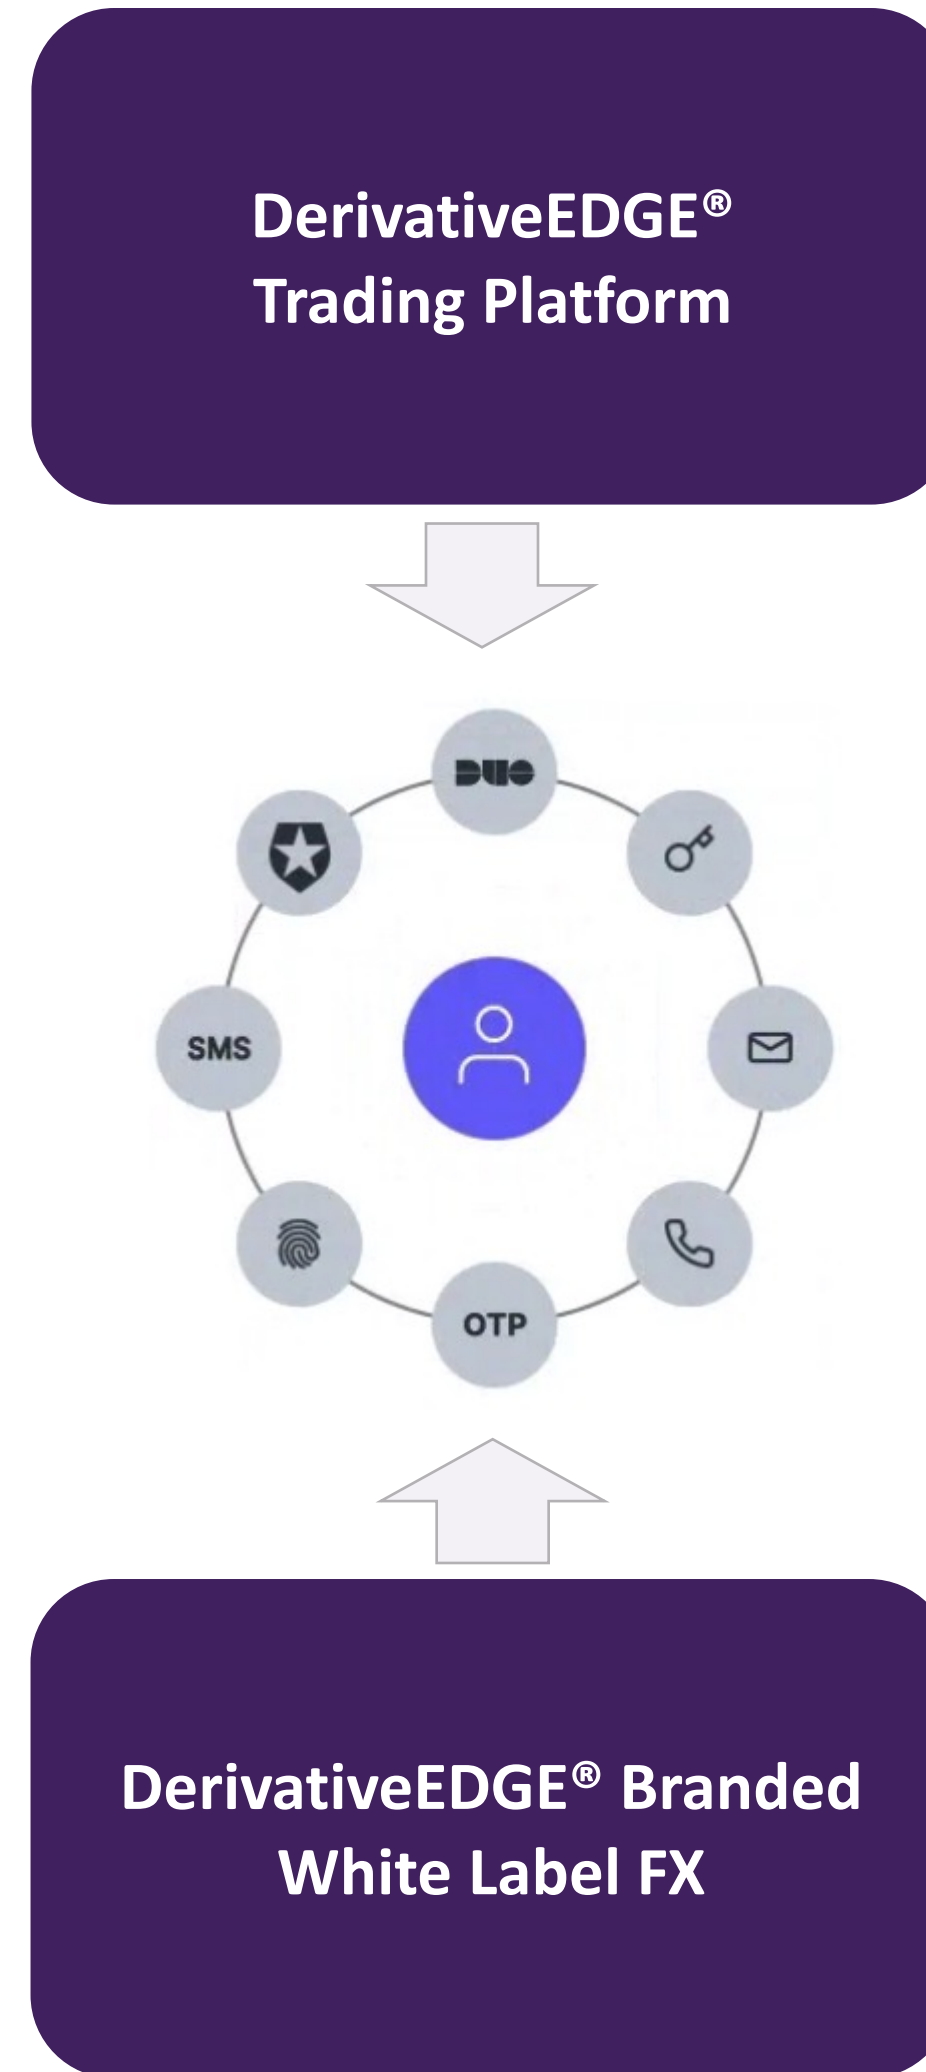 DerivativeEDGE®
Trading Platform
DUO
SMS
OTP
DerivativeEDGE® Branded
White Label FX